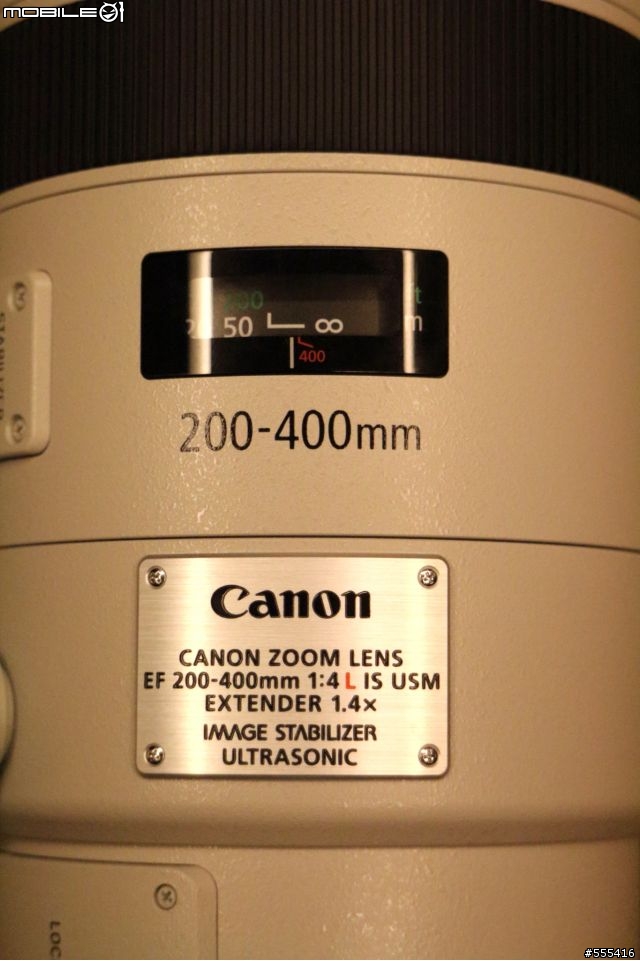 MOBILE01
200 ft
50 ∞ m
400
200-400mm
Canon
CANON ZOOM LENS
EF 200-400mm 1:4 L IS USM
EXTENDER 1.4×
IMAGE STABILIZER
ULTRASONIC
#555416